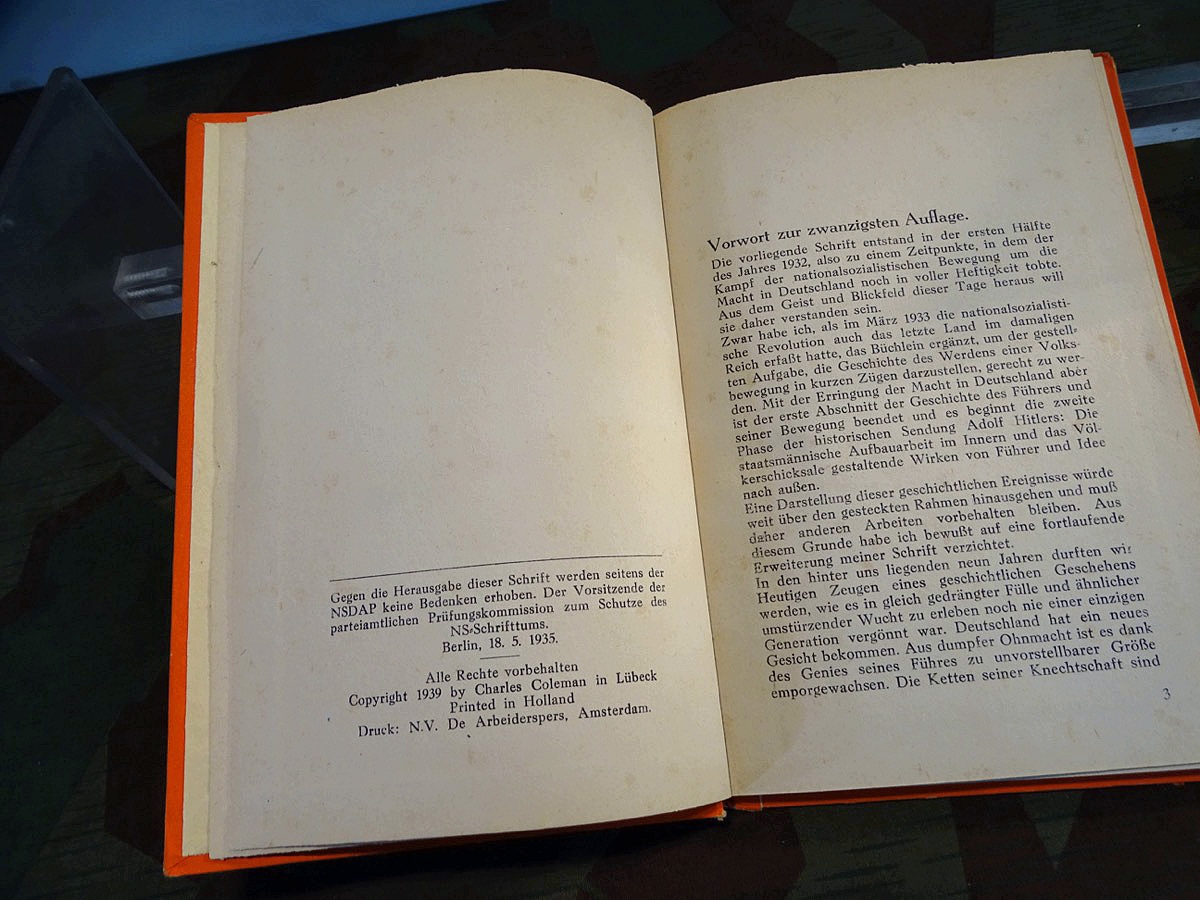 Gegen die Herausgabe dieser Schrift werden seitens der
NSDAP keine Bedenken erhoben. Der Vorsitzende der
parteiamtlichen Prüfungskommission zum Schutze des
NS-Schrifttums.
Berlin, 18. 5. 1935.
Alle Rechte vorbehalten
Copyright 1939 by Charles Coleman in Lübeck
Printed in Holland
Druck: N.V. De Arbeiderspers, Amsterdam.
Vorwort zur zwanzigsten Auflage.
Die vorliegende Schrift entstand in der ersten Hälfte
des Jahres 1932, also zu einem Zeitpunkte, in dem der
Kampf der nationalsozialistischen Bewegung um die
Macht in Deutschland noch in voller Heftigkeit tobte.
Aus dem Geist und Blickfeld dieser Tage heraus will
sie daher verstanden sein.
Zwar habe ich, als im März 1933 die nationalsozialisti-
sche Revolution auch das letzte Land im damaligen
Reich erfaßt hatte, das Büchlein ergänzt, um der gestell-
ten Aufgabe, die Geschichte des Werdens einer Volks-
bewegung in kurzen Zügen darzustellen, gerecht zu wer-
den. Mit der Erringung der Macht in Deutschland aber
ist der erste Abschnitt der Geschichte des Führers und
seiner Bewegung beendet und es beginnt die zweite
Phase der historischen Sendung Adolf Hitlers: Die
staatsmännische Aufbauarbeit im Innern und das Völ-
kerschicksale gestaltende Wirken von Führer und Idee
nach außen.
Eine Darstellung dieser geschichtlichen Ereignisse würde
weit über den gesteckten Rahmen hinausgehen und muß
daher anderen Arbeiten vorbehalten bleiben. Aus
diesem Grunde habe ich bewußt auf eine fortlaufende
Erweiterung meiner Schrift verzichtet.
In den hinter uns liegenden neun Jahren durften wir
Heutigen Zeugen eines geschichtlichen Geschehens
werden, wie es in gleich gedrängter Fülle und ähnlicher
umstürzender Wucht zu erleben noch nie einer einzigen
Generation vergönnt war. Deutschland hat ein neues
Gesicht bekommen. Aus dumpfer Ohnmacht ist es dank
des Genies seines Führes zu unvorstellbarer Größe
emporgewachsen. Die Ketten seiner Knechtschaft sind
3